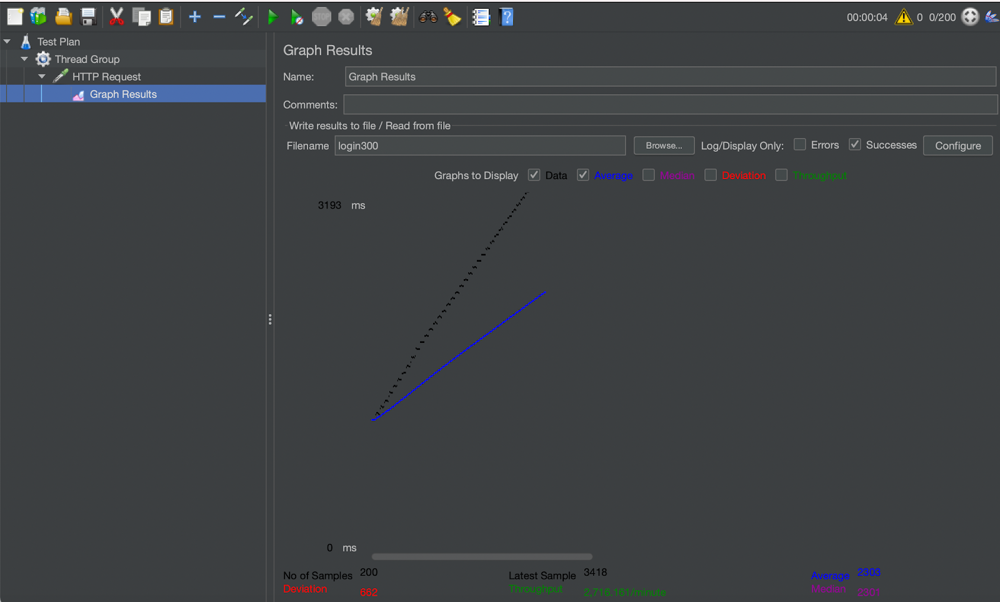 STOP
00:00:04 0 0/200
Test Plan
Thread Group
HTTP Request
Graph Results
Graph Results
Name: Graph Results
Comments:
Write results to file / Read from file
Filename login300 Browse... Log/Display Only: Errors Successes Configure
Graphs to Display Data Average Median Deviation Throughput
3193 ms
0 ms
No of Samples 200 Latest Sample 3418 Average 2303
Deviation 662 Throughput 2,716.161/minute Median 2301